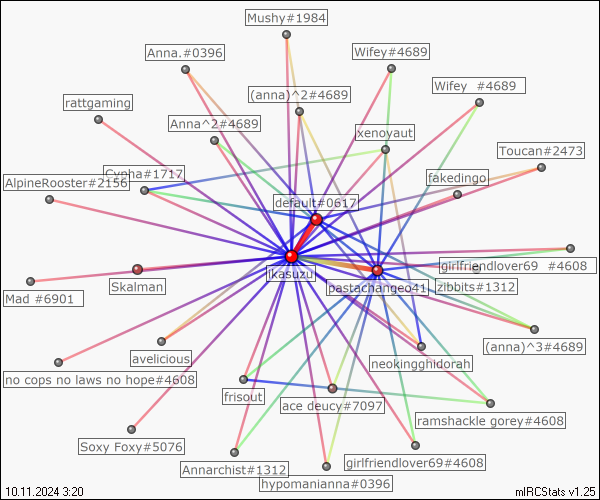 Mushy#1984
Anna.#0396
Wifey#4689
Wifey #4689
(anna)^2#4689
rattgaming
Anna^2#4689
xenoyaut
Toucan#2473
Cypha#1717
fakedingo
AlpineRooster#2156
default#0617
girlfriendlover69 #4608
ikasuzu
pastachangeo41
zibbits#1312
Skalman
Mad #6901
(anna)^3#4689
avelicious
neokingghidorah
no cops no laws no hope#4608
frisout
ace deucy#7097
ramshackle gorey#4608
Soxy Foxy#5076
Annarchist#1312
girlfriendlover69#4608
hypomanianna#0396
10.11.2024 3:20
mIRCStats v1.25